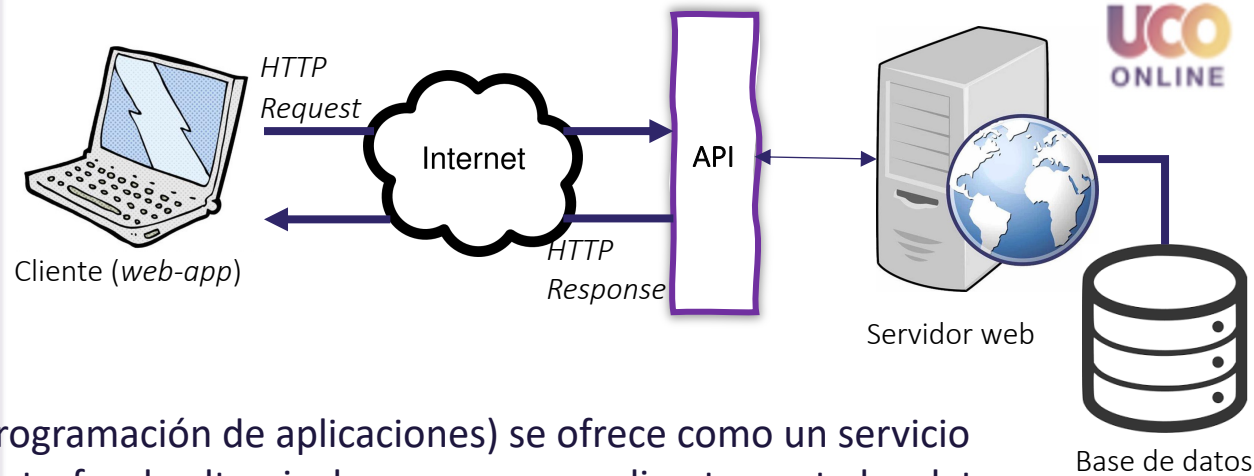 UCO
ONLINE
HTTP
Request
Internet
API
HTTP
Response
Cliente (web-app)
Servidor web
Base de datos
rogramación de aplicaciones) se ofrece como un servicio